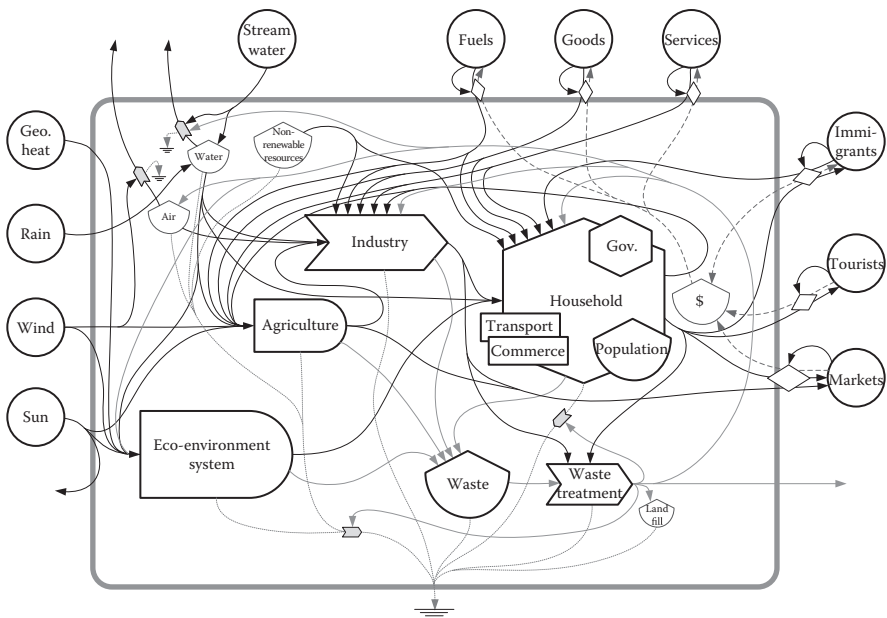 Stream
water
Fuels
Goods
Services
Geo.
heat
Non-
renewable
resources
Immi-
grants
Water
Air
Rain
Industry
Gov.
Tourists
Household
$
Wind
Agriculture
Transport
Commerce
Population
Markets
Sun
Eco-environment
system
Waste
Waste
treatment
Land
fill